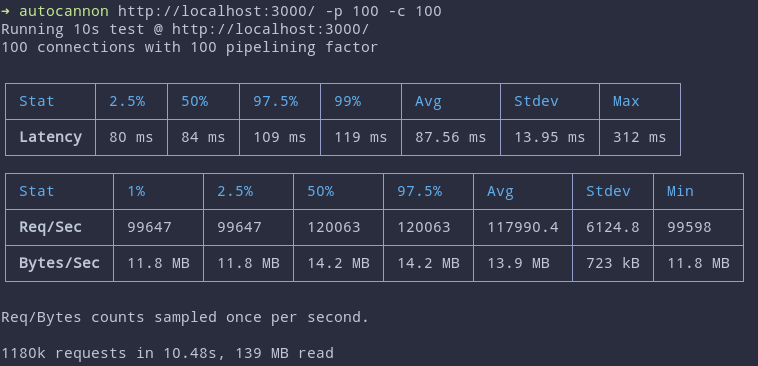 ➜ autocannon http://localhost:3000/ -p 100 -c 100
Running 10s test @ http://localhost:3000/
100 connections with 100 pipelining factor
Stat 2.5% 50% 97.5% 99% Avg Stdev Max
Latency 80 ms 84 ms 109 ms 119 ms 87.56 ms 13.95 ms 312 ms
Stat 1% 2.5% 50% 97.5% Avg Stdev Min
Req/Sec 99647 99647 120063 120063 117990.4 6124.8 99598
Bytes/Sec 11.8 MB 11.8 MB 14.2 MB 14.2 MB 13.9 MB 723 kB 11.8 MB
Req/Bytes counts sampled once per second.
1180k requests in 10.48s, 139 MB read